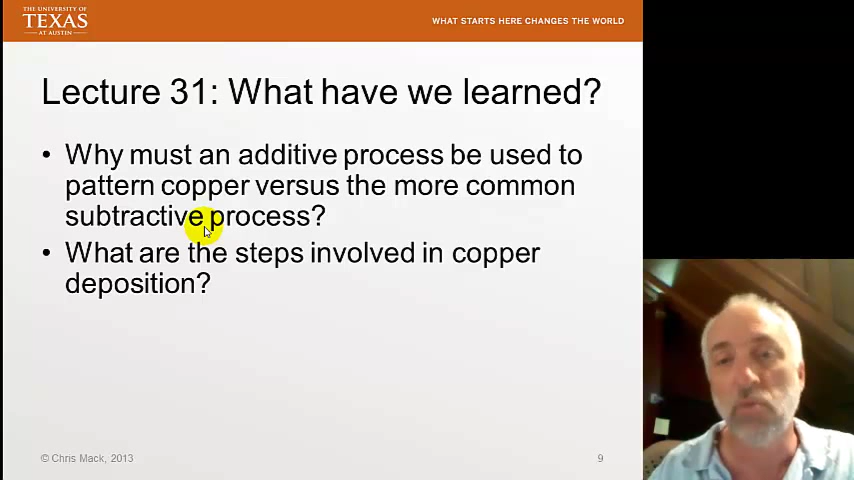 THE UNIVERSITY OF
TEXAS
AT AUSTIN
WHAT STARTS HERE CHANGES THE WORLD
Lecture 31: What have we learned?
• Why must an additive process be used to
pattern copper versus the more common
subtractive process?
• What are the steps involved in copper
deposition?
© Chris Mack, 2013
9